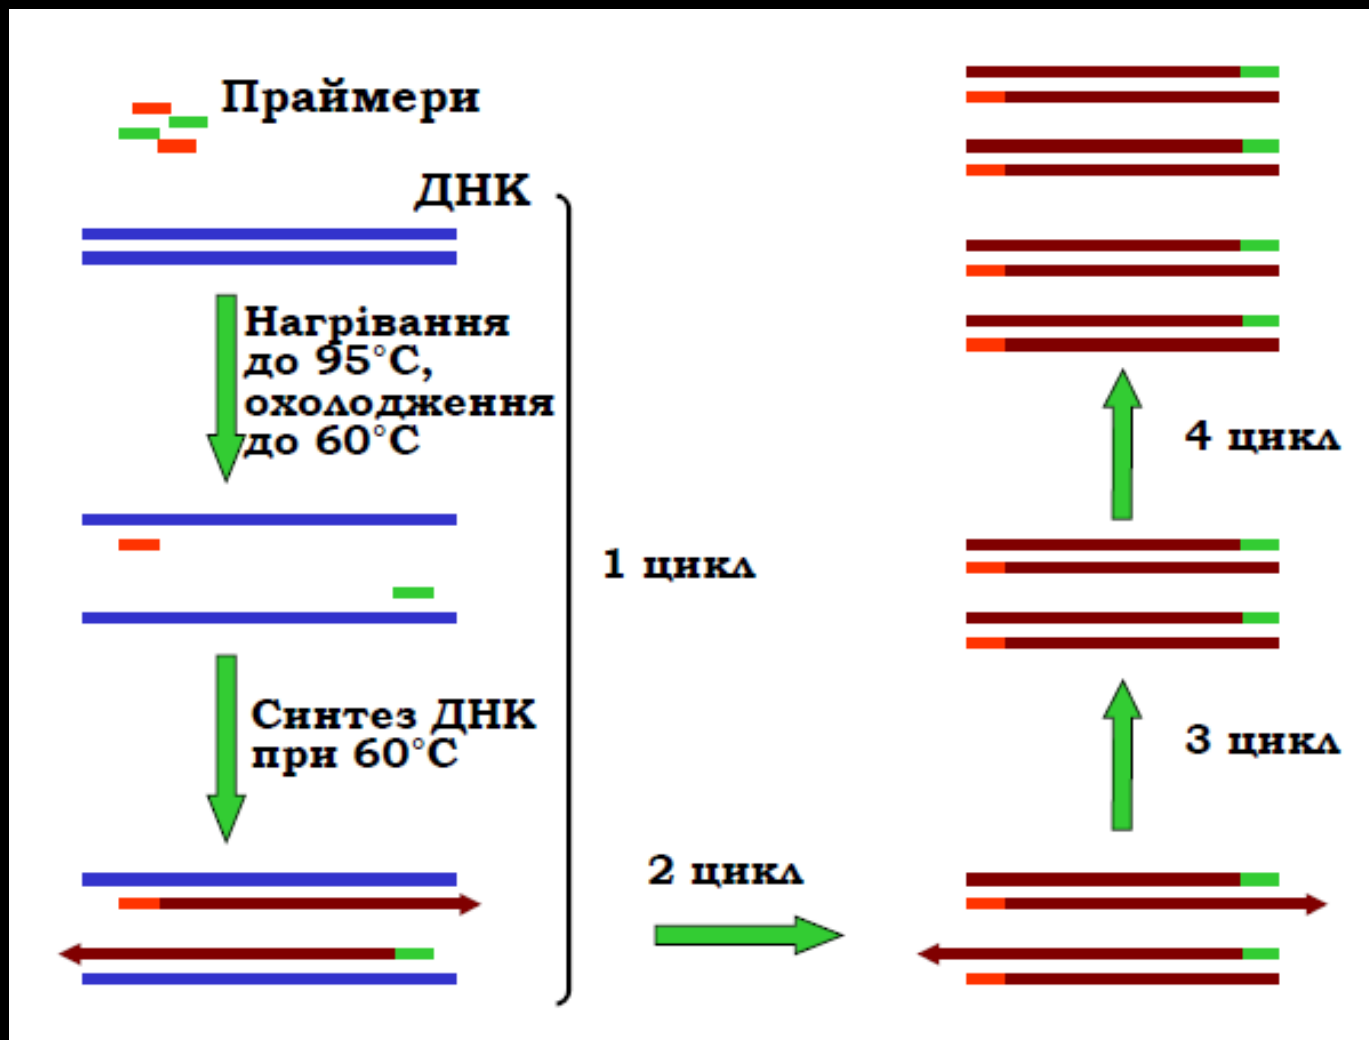 Праймери
ДНК
Нагрівання
до 95°C,
охолодження
до 60°C
1 цикл
Синтез ДНК
при 60°C
2 цикл
3 цикл
4 цикл